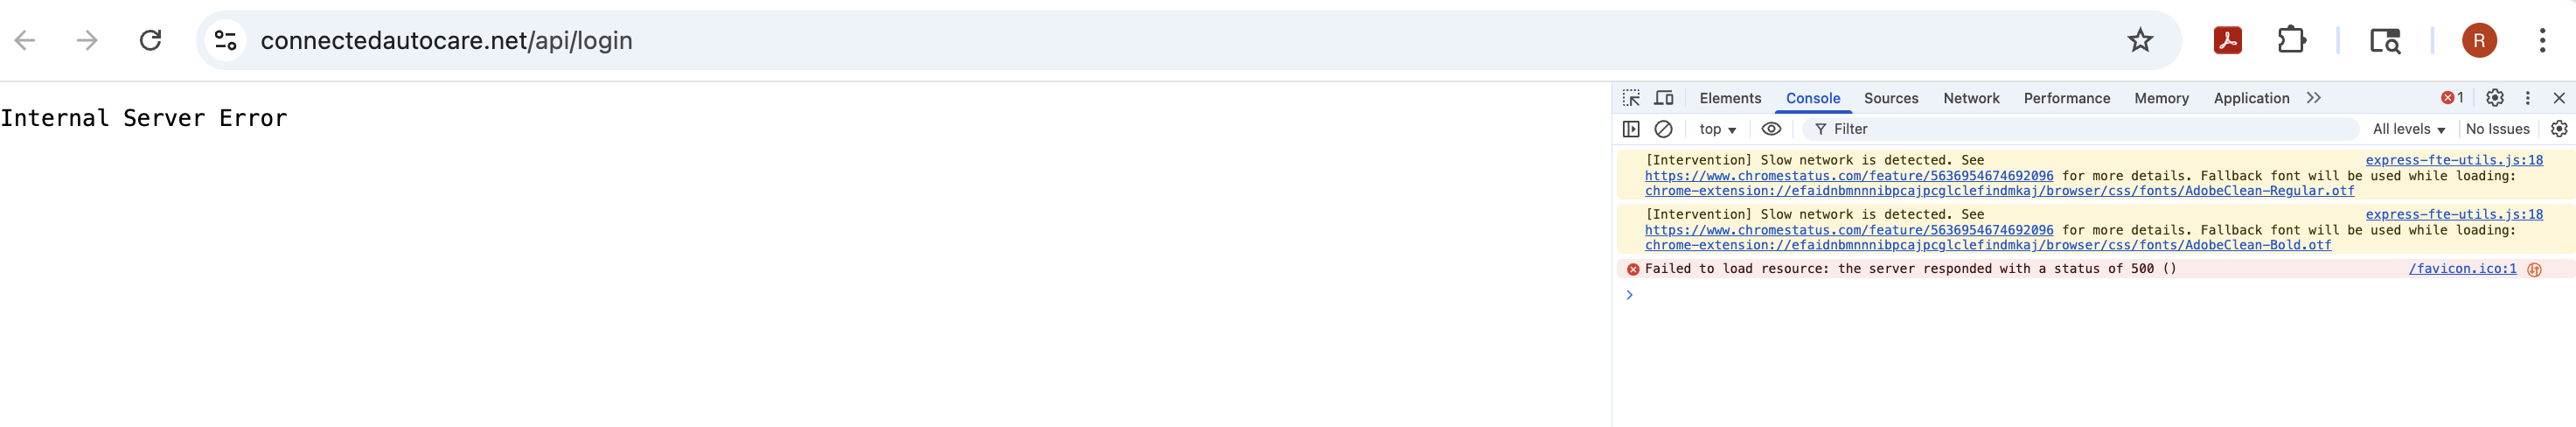 connectedautocare.net/api/login
R
Internal Server Error
Elements Console Sources Network Performance Memory Application 1
top Filter All levels No Issues
[Intervention] Slow network is detected. See express-fte-utils.js:18
https://www.chromestatus.com/feature/5636954674692096 for more details. Fallback font will be used while loading:
chrome-extension://efaidnbmnnnibpcajpcglclefindmkaj/browser/css/fonts/AdobeClean-Regular.otf
[Intervention] Slow network is detected. See express-fte-utils.js:18
https://www.chromestatus.com/feature/5636954674692096 for more details. Fallback font will be used while loading:
chrome-extension://efaidnbmnnnibpcajpcglclefindmkaj/browser/css/fonts/AdobeClean-Bold.otf
Failed to load resource: the server responded with a status of 500 () /favicon.ico:1